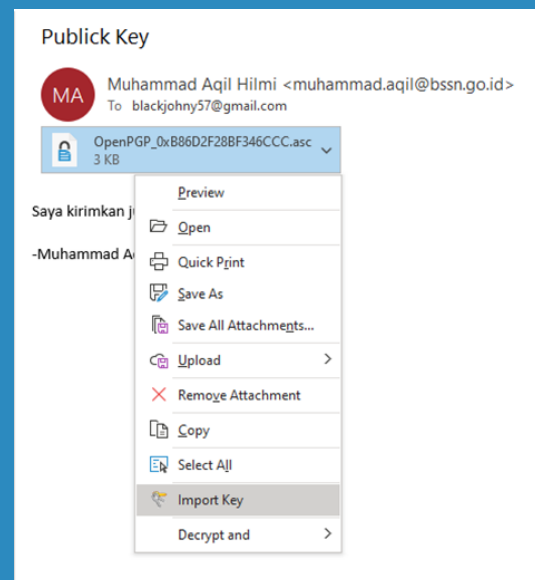 Publick Key
MA
Muhammad Aqil Hilmi <muhammad.aqil@bssn.go.id>
To blackjohny57@gmail.com
OpenPGP_0xB86D2F28BF346CCC.asc
3 KB
Saya kirimkan j
-Muhammad A
Preview
Open
Quick Print
Save As
Save All Attachments...
Upload
Remove Attachment
Copy
Select All
Import Key
Decrypt and